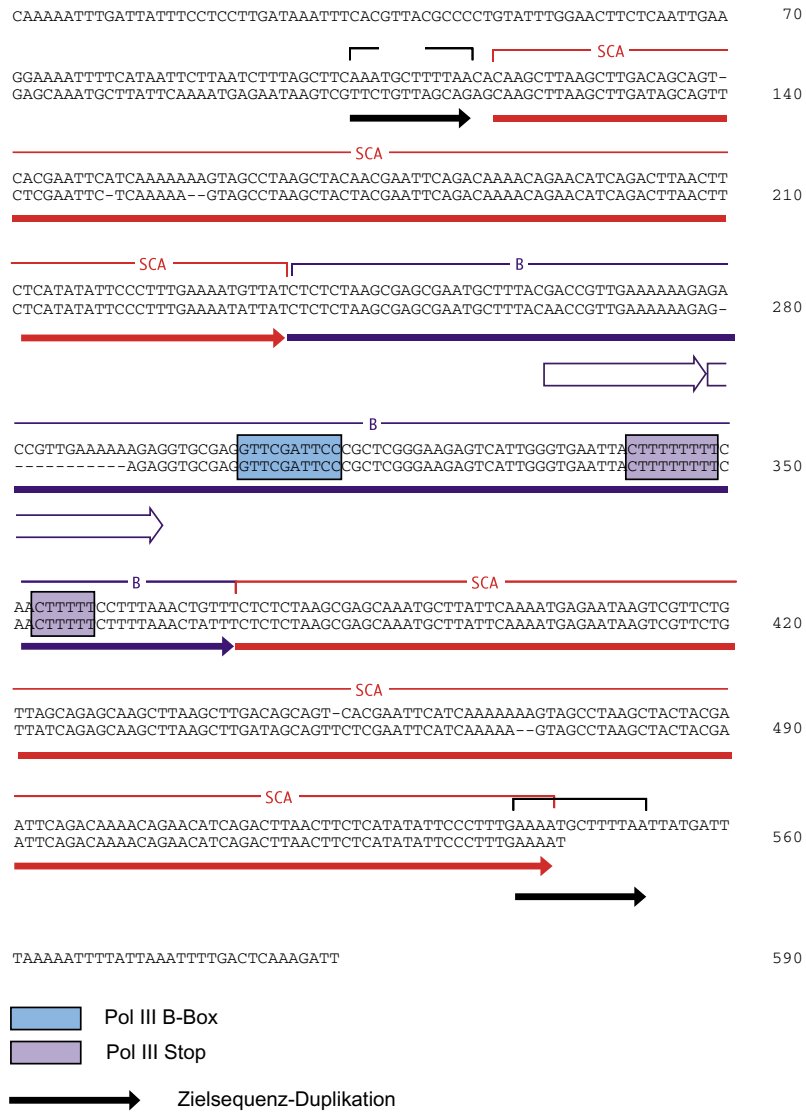 CAAAAATTTGATTATTTCCTCCTTGATAAATTTCACGTTACGCCCCTGTATTTGGAACTTCTCAATTGAA 70
SCA
GGAAAATTTTCATAATTCTTAATCTTTAGCTTCAAATGCTTTTAACACAAGCTTAAGCTTGACAGCAGT-
GAGCAAATGCTTATTCAAAATGAGAATAAGTCGTTCTGTTAGCAGAGCAAGCTTAAGCTTGATAGCAGTT 140
SCA
CACGAATTCATCAAAAAAAGTAGCCTAAGCTACAACGAATTCAGACAAAACAGAACATCAGACTTAACTT
CTCGAATTC-TCAAAAA--GTAGCCTAAGCTACTACGAATTCAGACAAAACAGAACATCAGACTTAACTT 210
SCA B
CTCATATATTCCCTTTGAAAATGTTATCTCTCTAAGCGAGCGAATGCTTTACGACCGTTGAAAAAAGAGA
CTCATATATTCCCTTTGAAAATATTATCTCTCTAAGCGAGCGAATGCTTTACAACCGTTGAAAAAAGAG- 280
B
CCGTTGAAAAAAGAGGTGCGAGGTTCGATTCCCGCTCGGGAAGAGTCATTGGGTGAATTACTTTTTTTTC
-----------AGAGGTGCGAGGTTCGATTCCCGCTCGGGAAGAGTCATTGGGTGAATTACTTTTTTTTC 350
B SCA
AACTTTTTCCTTTAAACTGTTTCTCTCTAAGCGAGCAAATGCTTATTCAAAATGAGAATAAGTCGTTCTG
AACTTTTTCTTTTAAACTATTTCTCTCTAAGCGAGCAAATGCTTATTCAAAATGAGAATAAGTCGTTCTG 420
SCA
TTAGCAGAGCAAGCTTAAGCTTGACAGCAGT-CACGAATTCATCAAAAAAAGTAGCCTAAGCTACTACGA
TTATCAGAGCAAGCTTAAGCTTGATAGCAGTTCTCGAATTCATCAAAAA--GTAGCCTAAGCTACTACGA 490
SCA
ATTCAGACAAAACAGAACATCAGACTTAACTTCTCATATATTCCCTTTGAAAATGCTTTTAATTATGATT
ATTCAGACAAAACAGAACATCAGACTTAACTTCTCATATATTCCCTTTGAAAAT 560
TAAAAATTTTATTAAATTTTGACTCAAAGATT 590
Pol III B-Box
Pol III Stop
Zielsequenz-Duplikation